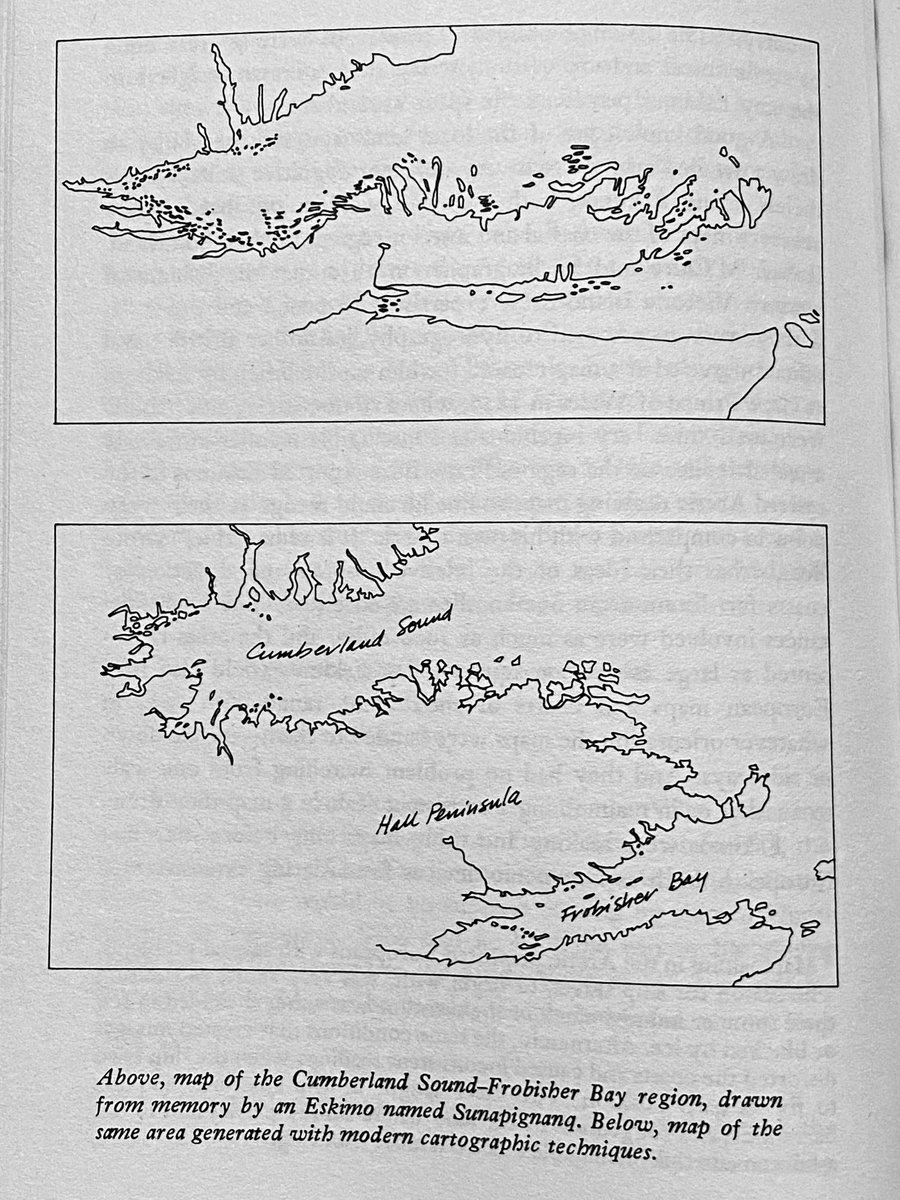 Cumberland Sound
Hall Peninsula
Frobisher Bay
Above, map of the Cumberland Sound–Frobisher Bay region, drawn
from memory by an Eskimo named Sunapignanq. Below, map of the
same area generated with modern cartographic techniques.